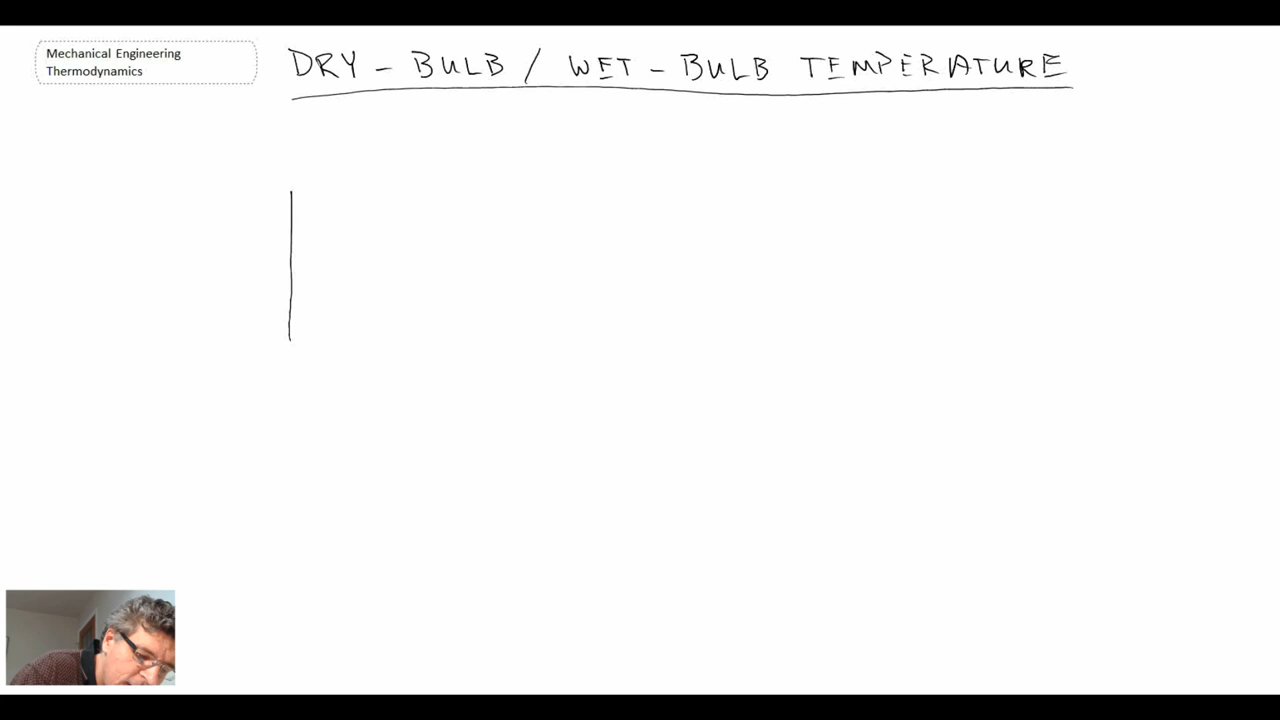 Mechanical Engineering
Thermodynamics
DRY - BULB / WET - BULB TEMPERATURE